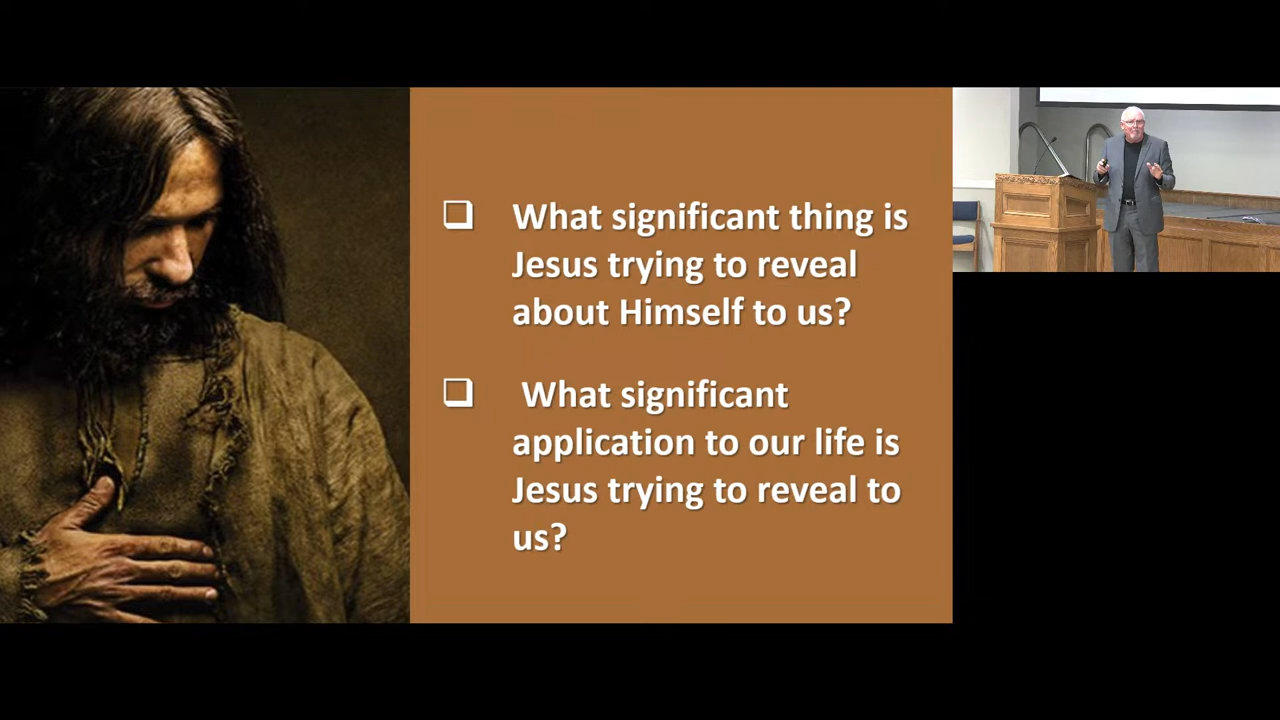 What significant thing is
Jesus trying to reveal
about Himself to us?
What significant
application to our life is
Jesus trying to reveal to
us?